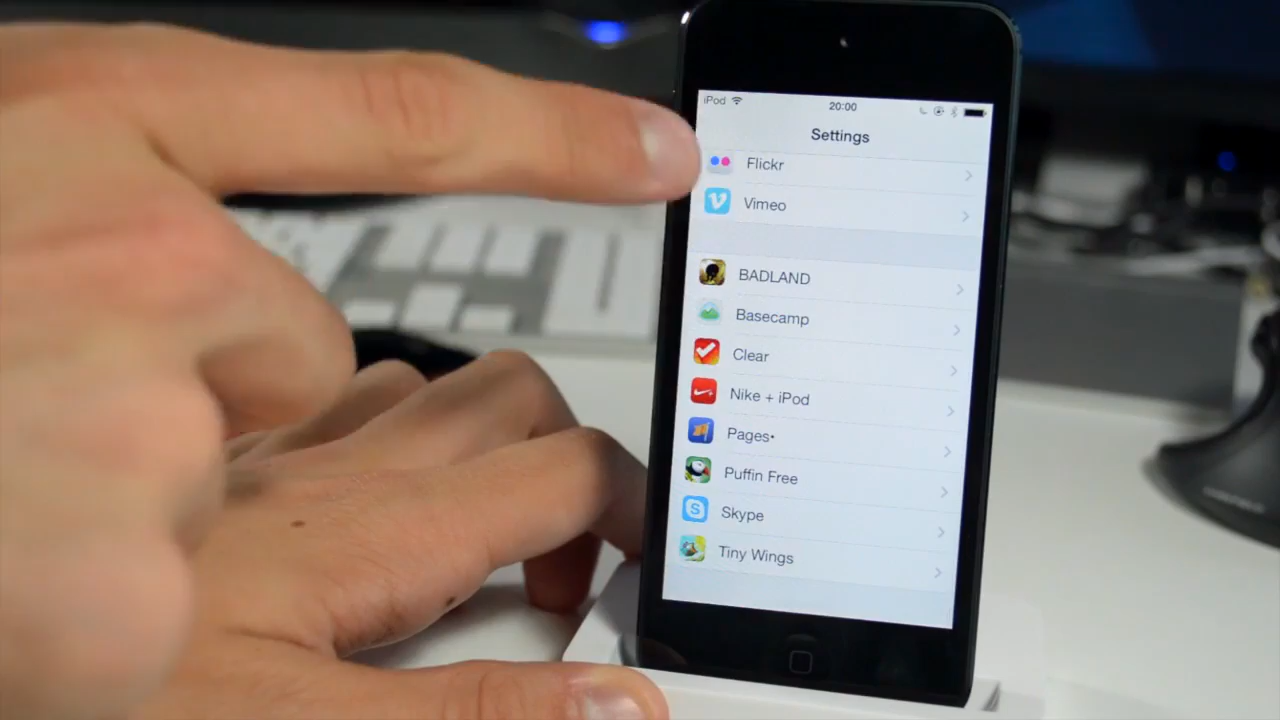 iPod 20:00
Settings
Flickr
Vimeo
BADLAND
Basecamp
Clear
Nike + iPod
Pages•
Puffin Free
Skype
Tiny Wings